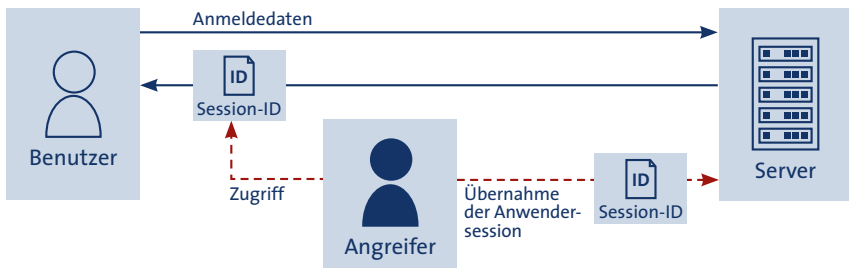 Anmeldedaten
ID
Session-ID
Benutzer
Server
Zugriff
Angreifer
Übernahme
der Anwender-
session
ID
Session-ID